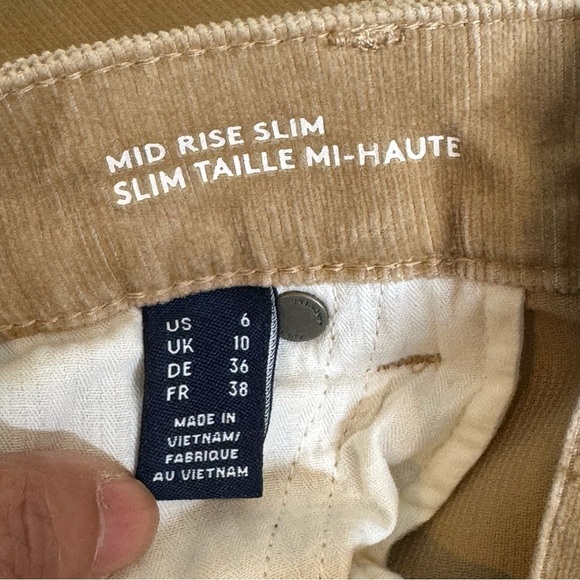 MID RISE SLIM
SLIM TAILLE MI-HAUTE
US 6
UK 10
DE 36
FR 38
MADE IN
VIETNAM/
FABRIQUE
AU VIETNAM